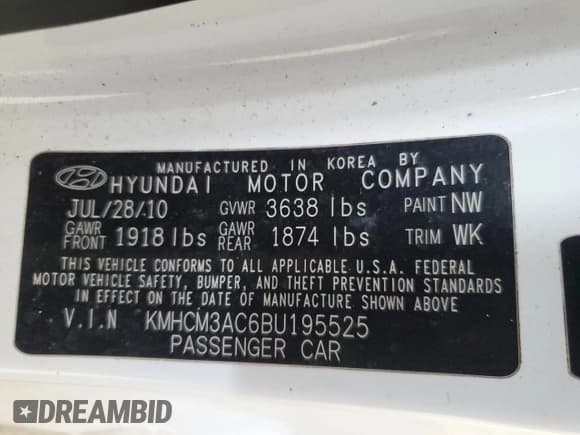 MANUFACTURED IN KOREA BY
HYUNDAI MOTOR COMPANY
JUL/28/10 GVWR 3638 lbs PAINT NW
GAWR FRONT 1918 lbs GAWR REAR 1874 lbs TRIM WK
THIS VEHICLE CONFORMS TO ALL APPLICABLE U.S.A. FEDERAL
MOTOR VEHICLE SAFETY, BUMPER, AND THEFT PREVENTION STANDARDS
IN EFFECT ON THE DATE OF MANUFACTURE SHOWN ABOVE
V.I.N KMHCM3AC6BU195525
PASSENGER CAR
DREAMBID